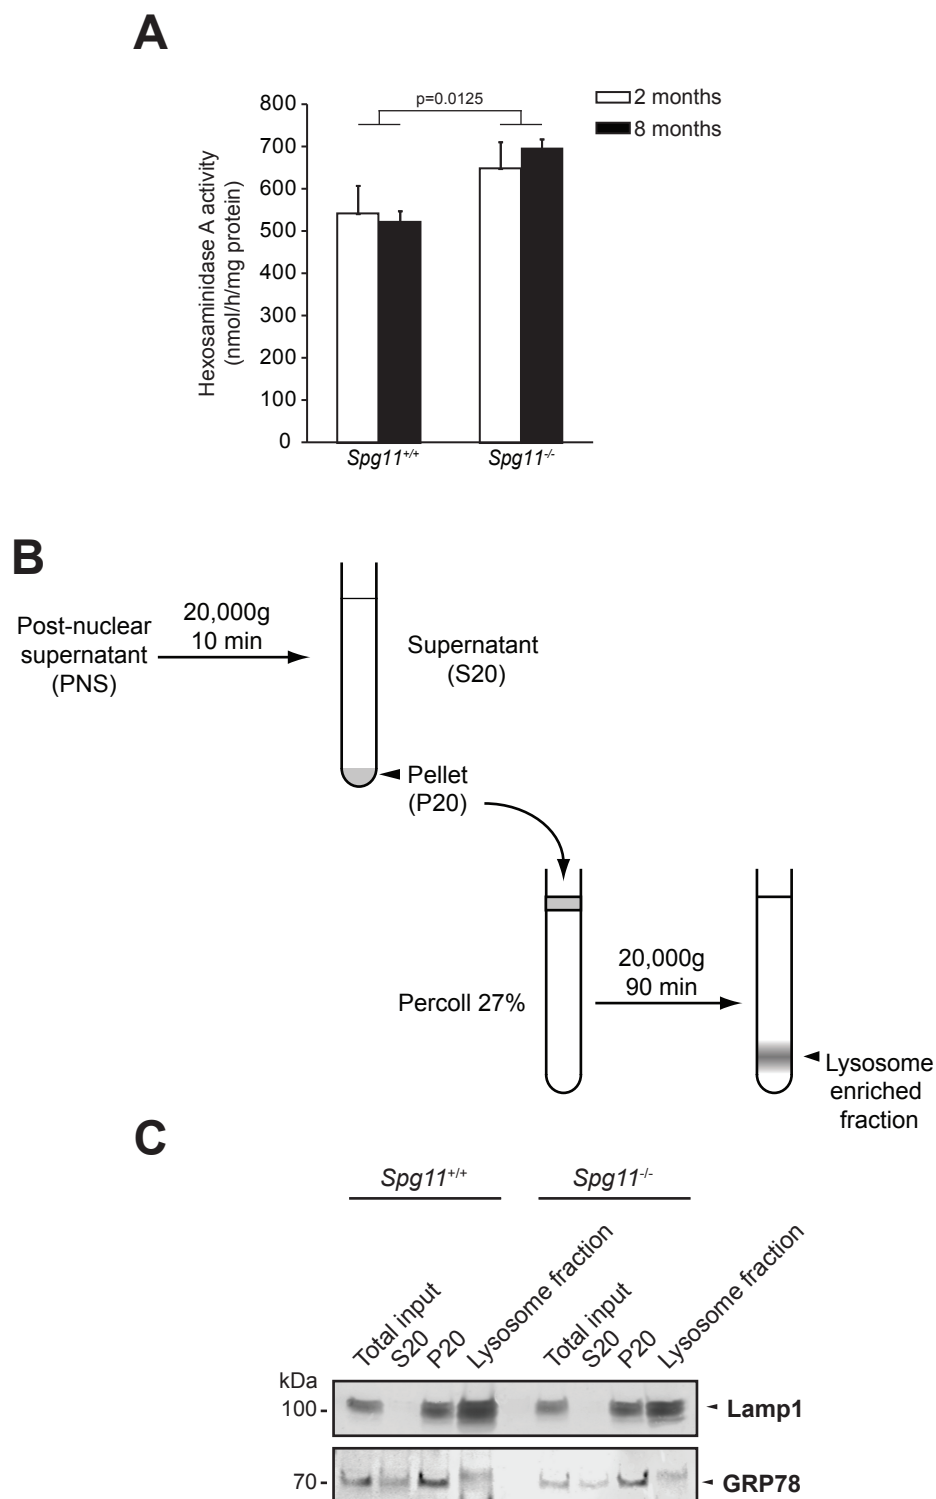 A
800
700
600
500
400
300
200
100
0
Hexosaminidase A activity
(nmol/h/mg protein)
p=0.0125
2 months
8 months
Spg11+/+
Spg11-/-
B
Post-nuclear
supernatant
(PNS)
20,000g
10 min
Supernatant
(S20)
Pellet
(P20)
Percoll 27%
20,000g
90 min
Lysosome
enriched
fraction
C
Spg11+/+
Spg11-/-
Total input
S20
P20
Lysosome fraction
Total input
S20
P20
Lysosome fraction
kDa
100
Lamp1
70
GRP78